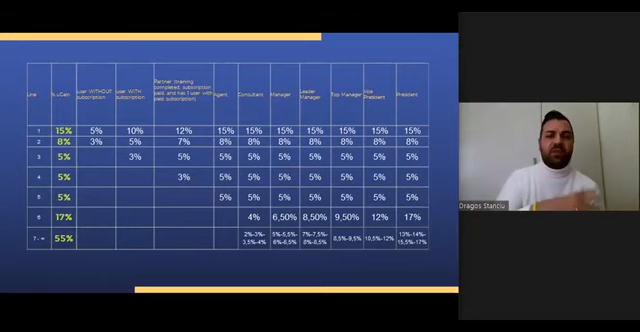 Line
% uGain
user WITHOUT subscription
user WITH subscription
Partner (training completed, subscription paid, and has 1 user with paid subscription)
Agent
Consultant
Manager
Leader Manager
Top Manager
Vice President
President
1 15% 5% 10% 12% 15% 15% 15% 15% 15% 15% 15%
2 8% 3% 5% 7% 8% 8% 8% 8% 8% 8% 8%
3 5% 3% 5% 5% 5% 5% 5% 5% 5% 5%
4 5% 3% 5% 5% 5% 5% 5% 5% 5%
5 5% 5% 5% 5% 5% 5% 5% 5%
6 17% 4% 6,50% 8,50% 9,50% 12% 17%
7 - ∞ 55% 2%-3%-3,5%-4% 5%-5,5%-6%-6,5% 7%-7,5%-8%-8,5% 8,5%-9,5% 10,5%-12% 13%-14%-15,5%-17%
Dragos Stanciu